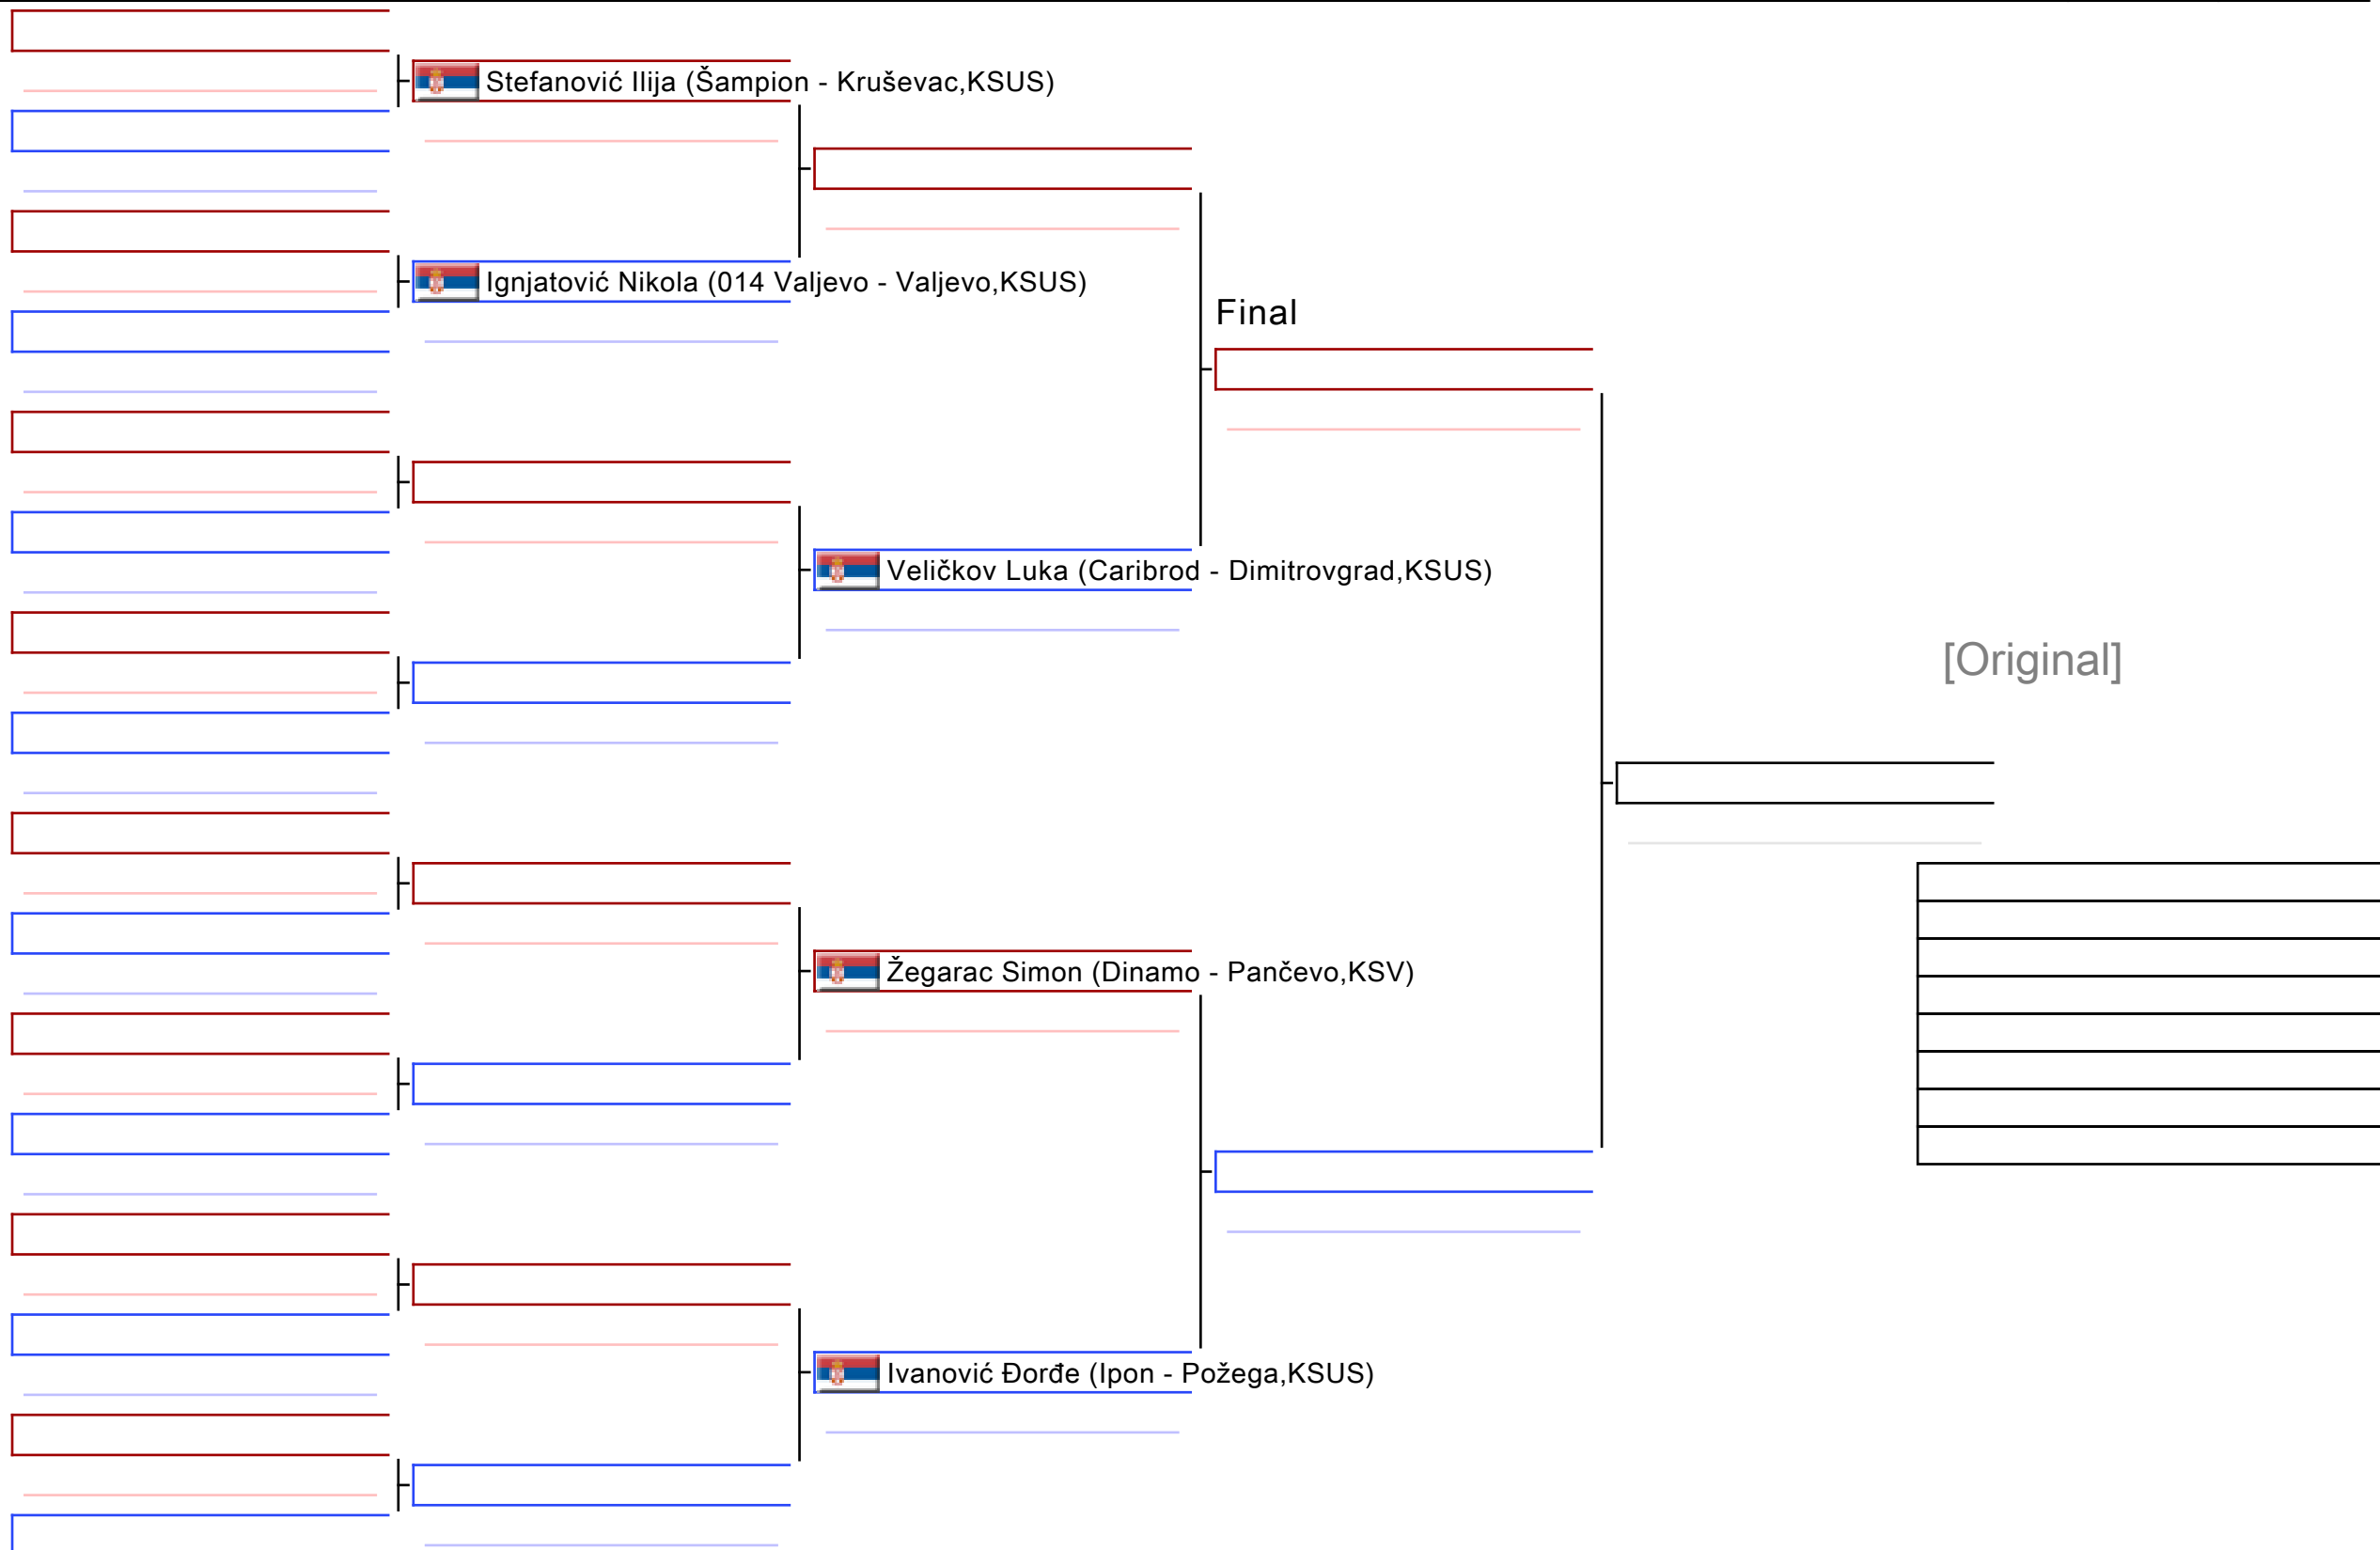 Stefanović Ilija (Šampion - Kruševac,KSUS)
Ignjatović Nikola (014 Valjevo - Valjevo,KSUS)
Final
Veličkov Luka (Caribrod - Dimitrovgrad,KSUS)
[Original]
Žegarac Simon (Dinamo - Pančevo,KSV)
Ivanović Đorđe (Ipon - Požega,KSUS)